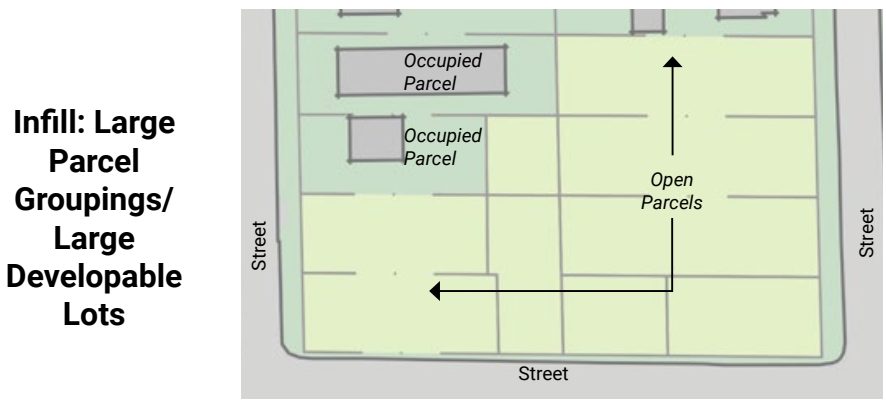 Infill: Large
Parcel
Groupings/
Large
Developable
Lots
Occupied
Parcel
Occupied
Parcel
Open
Parcels
Street
Street
Street